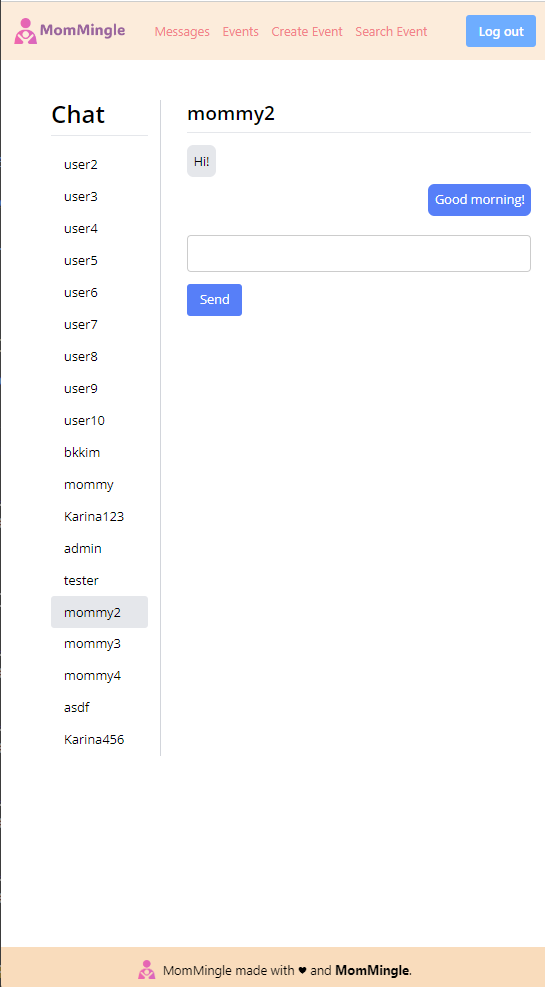 MomMingle Messages Events Create Event Search Event Log out
Chat
user2
user3
user4
user5
user6
user7
user8
user9
user10
bkkim
mommy
Karina123
admin
tester
mommy2
mommy3
mommy4
asdf
Karina456
mommy2
Hi!
Good morning!
Send
MomMingle made with ♥ and MomMingle.